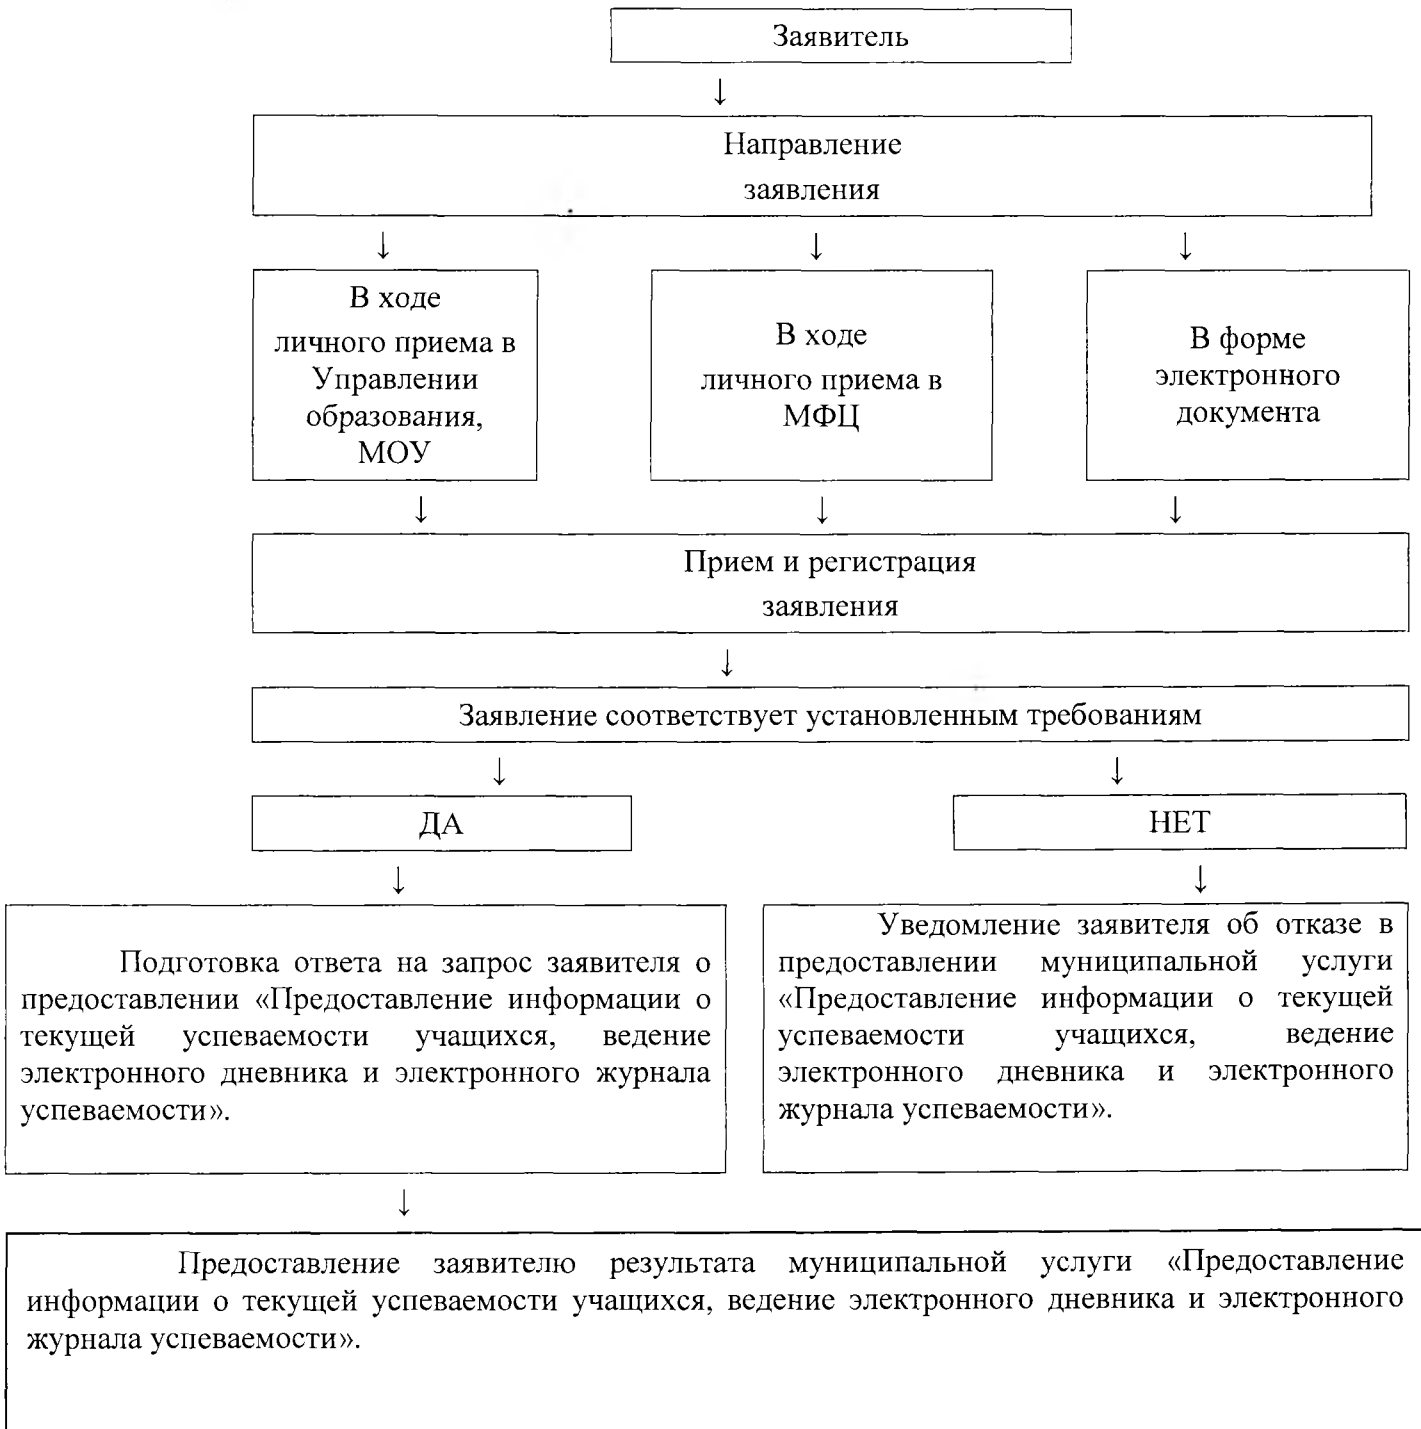 Заявитель
↓
Направление
заявления
↓ ↓ ↓
В ходе
личного приема в
Управлении
образования,
МОУ
В ходе
личного приема в
МФЦ
В форме
электронного
документа
↓ ↓ ↓
Прием и регистрация
заявления
↓
Заявление соответствует установленным требованиям
↓ ↓
ДА
НЕТ
↓ ↓
Подготовка ответа на запрос заявителя о
предоставлении «Предоставление информации о
текущей успеваемости учащихся, ведение
электронного дневника и электронного журнала
успеваемости».
Уведомление заявителя об отказе в
предоставлении муниципальной услуги
«Предоставление информации о текущей
успеваемости учащихся, ведение
электронного дневника и электронного
журнала успеваемости».
↓
Предоставление заявителю результата муниципальной услуги «Предоставление
информации о текущей успеваемости учащихся, ведение электронного дневника и электронного
журнала успеваемости».